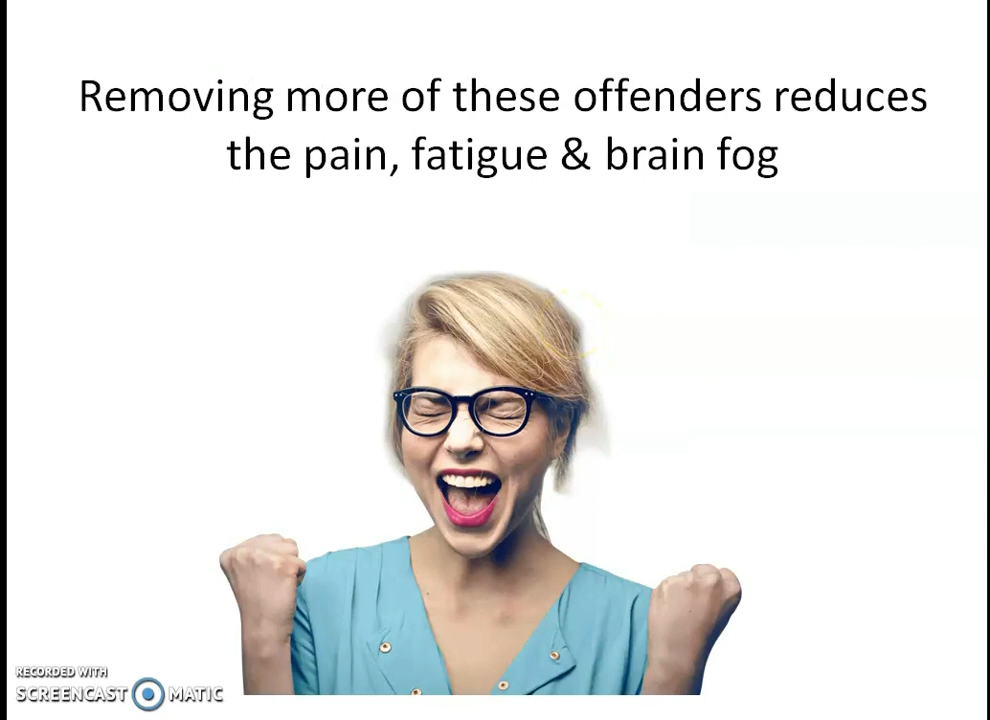 Removing more of these offenders reduces
the pain, fatigue & brain fog
RECORDED WITH
SCREENCAST MATIC